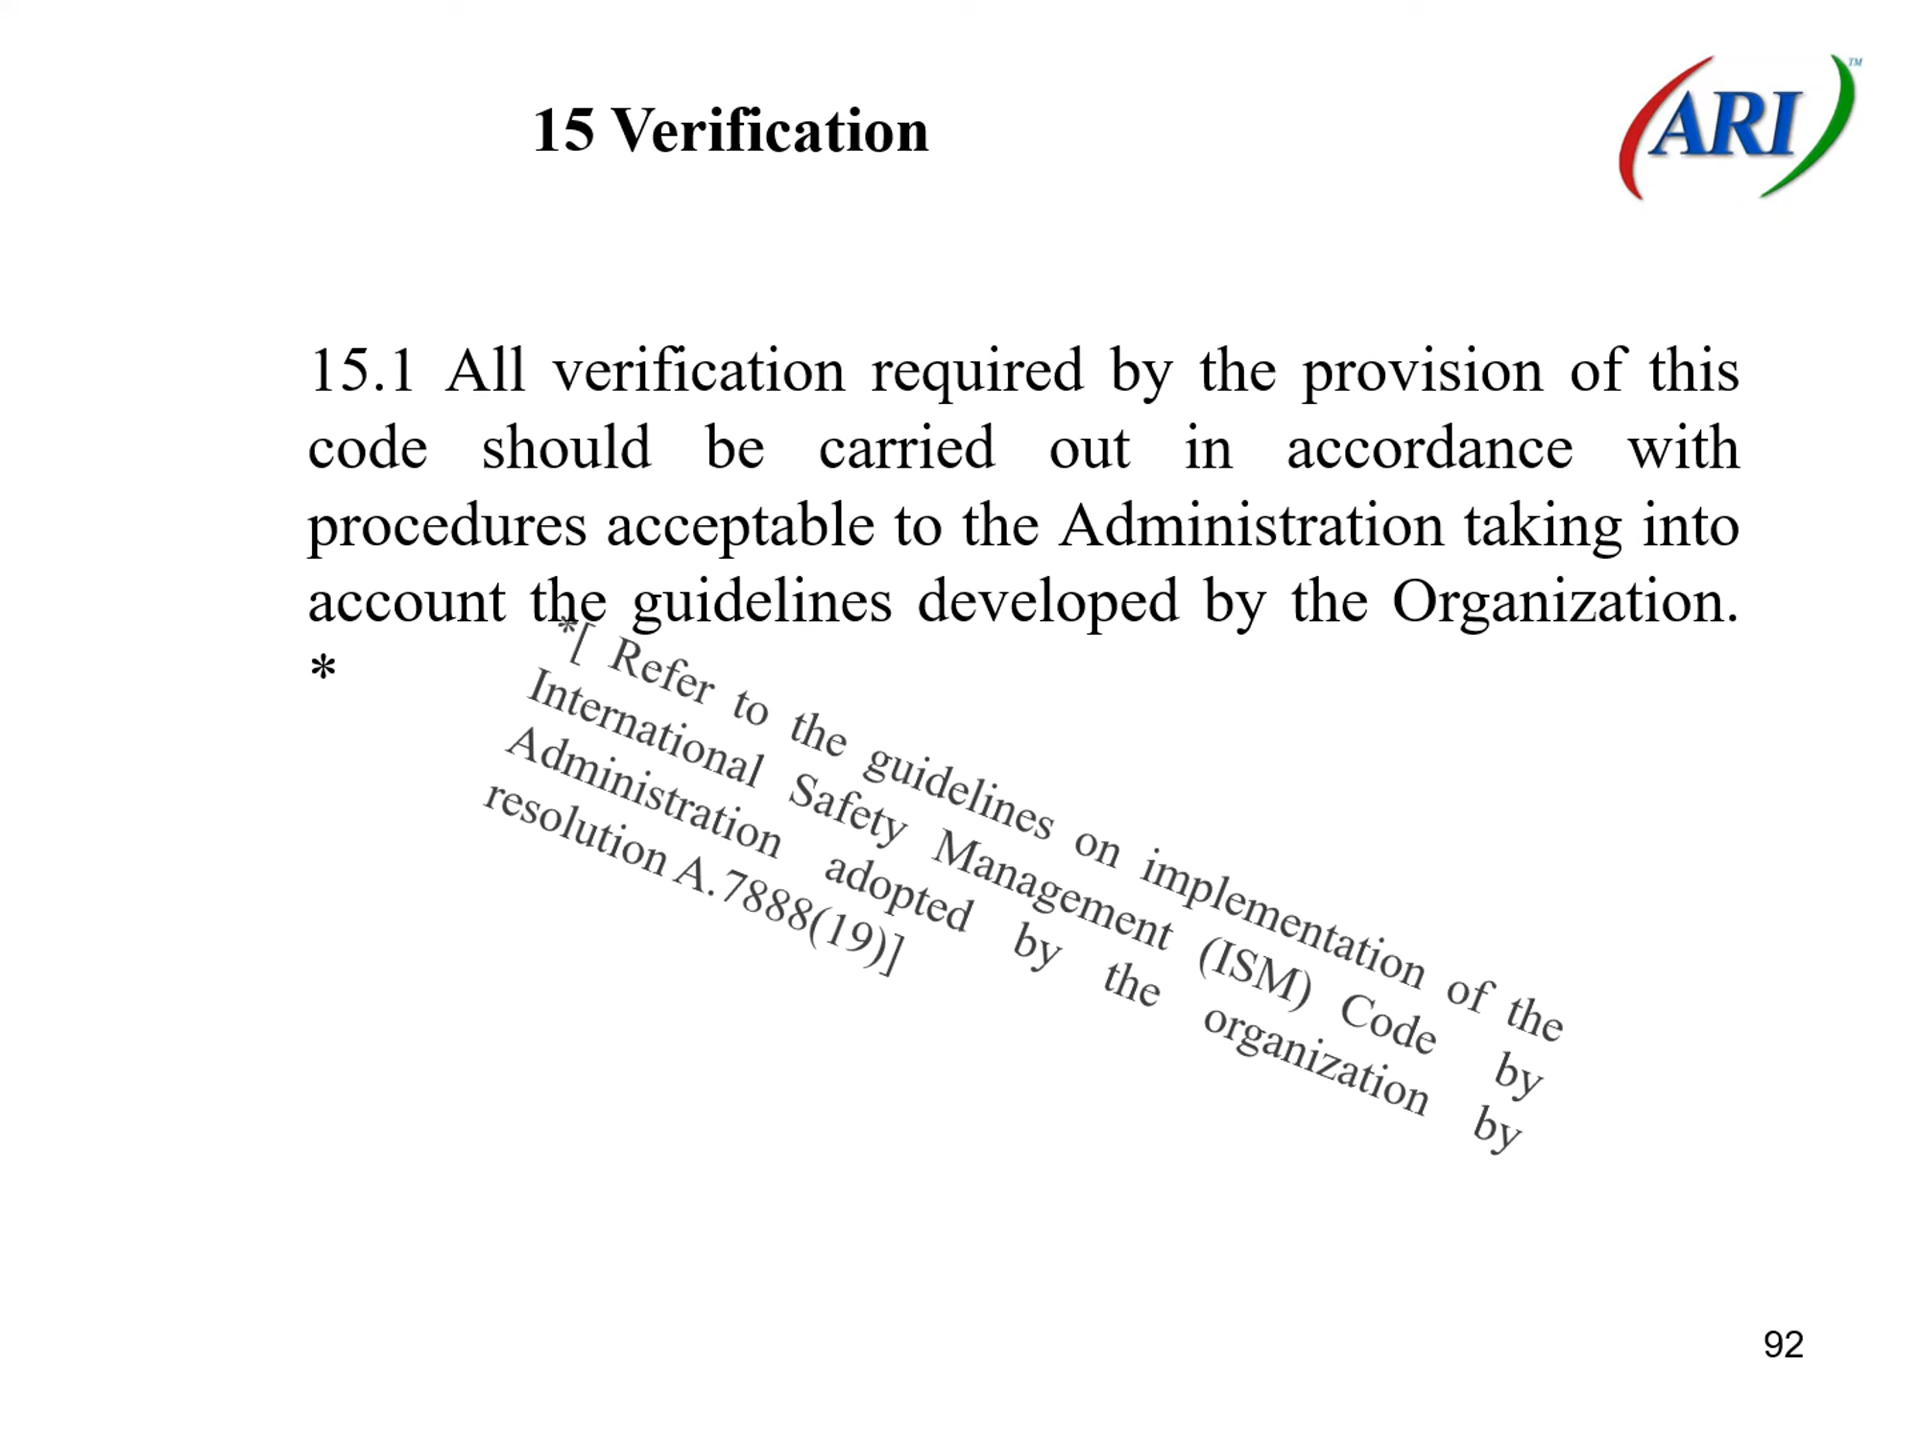 15 Verification
ARI TM
15.1 All verification required by the provision of this
code should be carried out in accordance with
procedures acceptable to the Administration taking into
account the guidelines developed by the Organization.
*
*[ Refer to the guidelines on implementation of the
International Safety Management (ISM) Code by
Administration adopted by the organization by
resolution A.7888(19)]
92